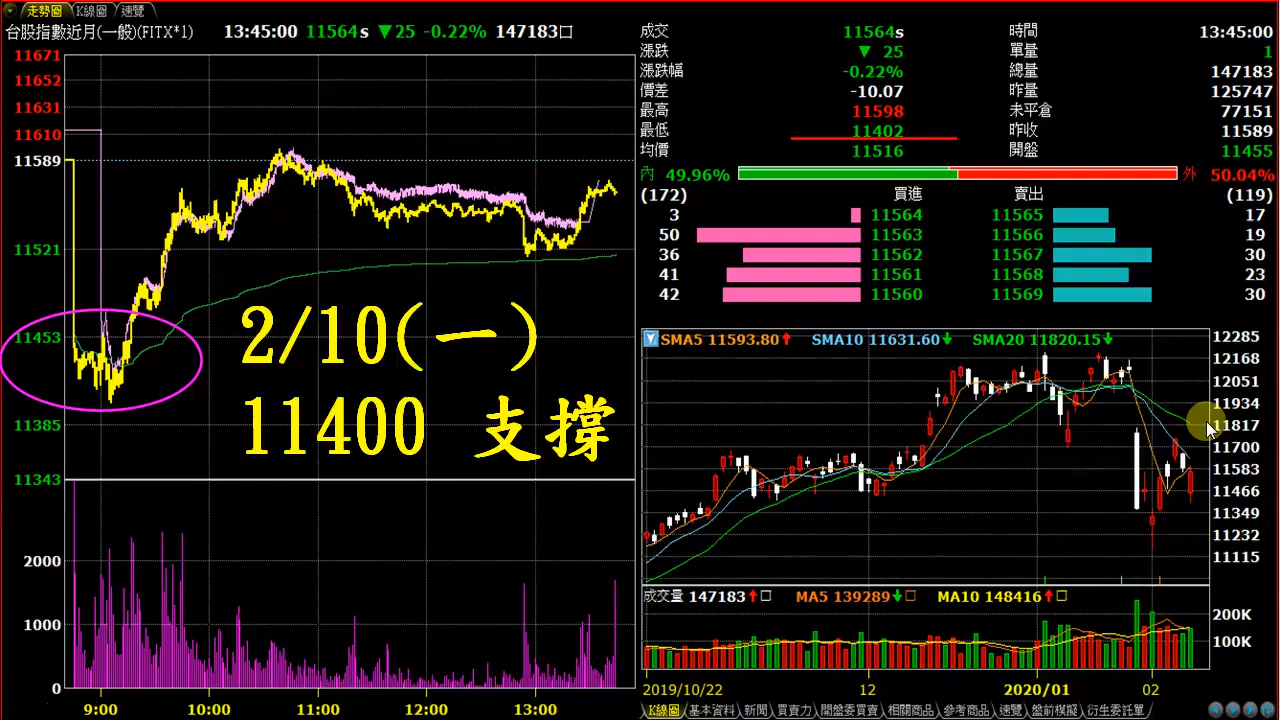 走勢圖 K線圖 速覽
台股指數近月(一般)(FITX*1) 13:45:00 11564s ▼25 -0.22% 147183口
11671
11652
11631
11610
11589
11521
11453
11385
11343
2000
1000
0
9:00 10:00 11:00 12:00 13:00
2/10(一)
11400 支撐
成交 11564s 時間 13:45:00
漲跌 ▼ 25 單量 1
漲跌幅 -0.22% 總量 147183
價差 -10.07 昨量 125747
最高 11598 未平倉 77151
最低 11402 昨收 11589
均價 11516 開盤 11455
內 49.96% 外 50.04%
(172) 買進 賣出 (119)
3 11564 11565 17
50 11563 11566 19
36 11562 11567 30
41 11561 11568 23
42 11560 11569 30
SMA5 11593.80 SMA10 11631.60 SMA20 11820.15
12285
12168
12051
11934
11817
11700
11583
11466
11349
11232
11115
成交量 147183 MA5 139289 MA10 148416
200K
100K
2019/10/22 12 2020/01 02
K線圖 基本資料 新聞 買賣力 開盤委買賣 相關商品 參考商品 速覽 盤前模擬 衍生委託單